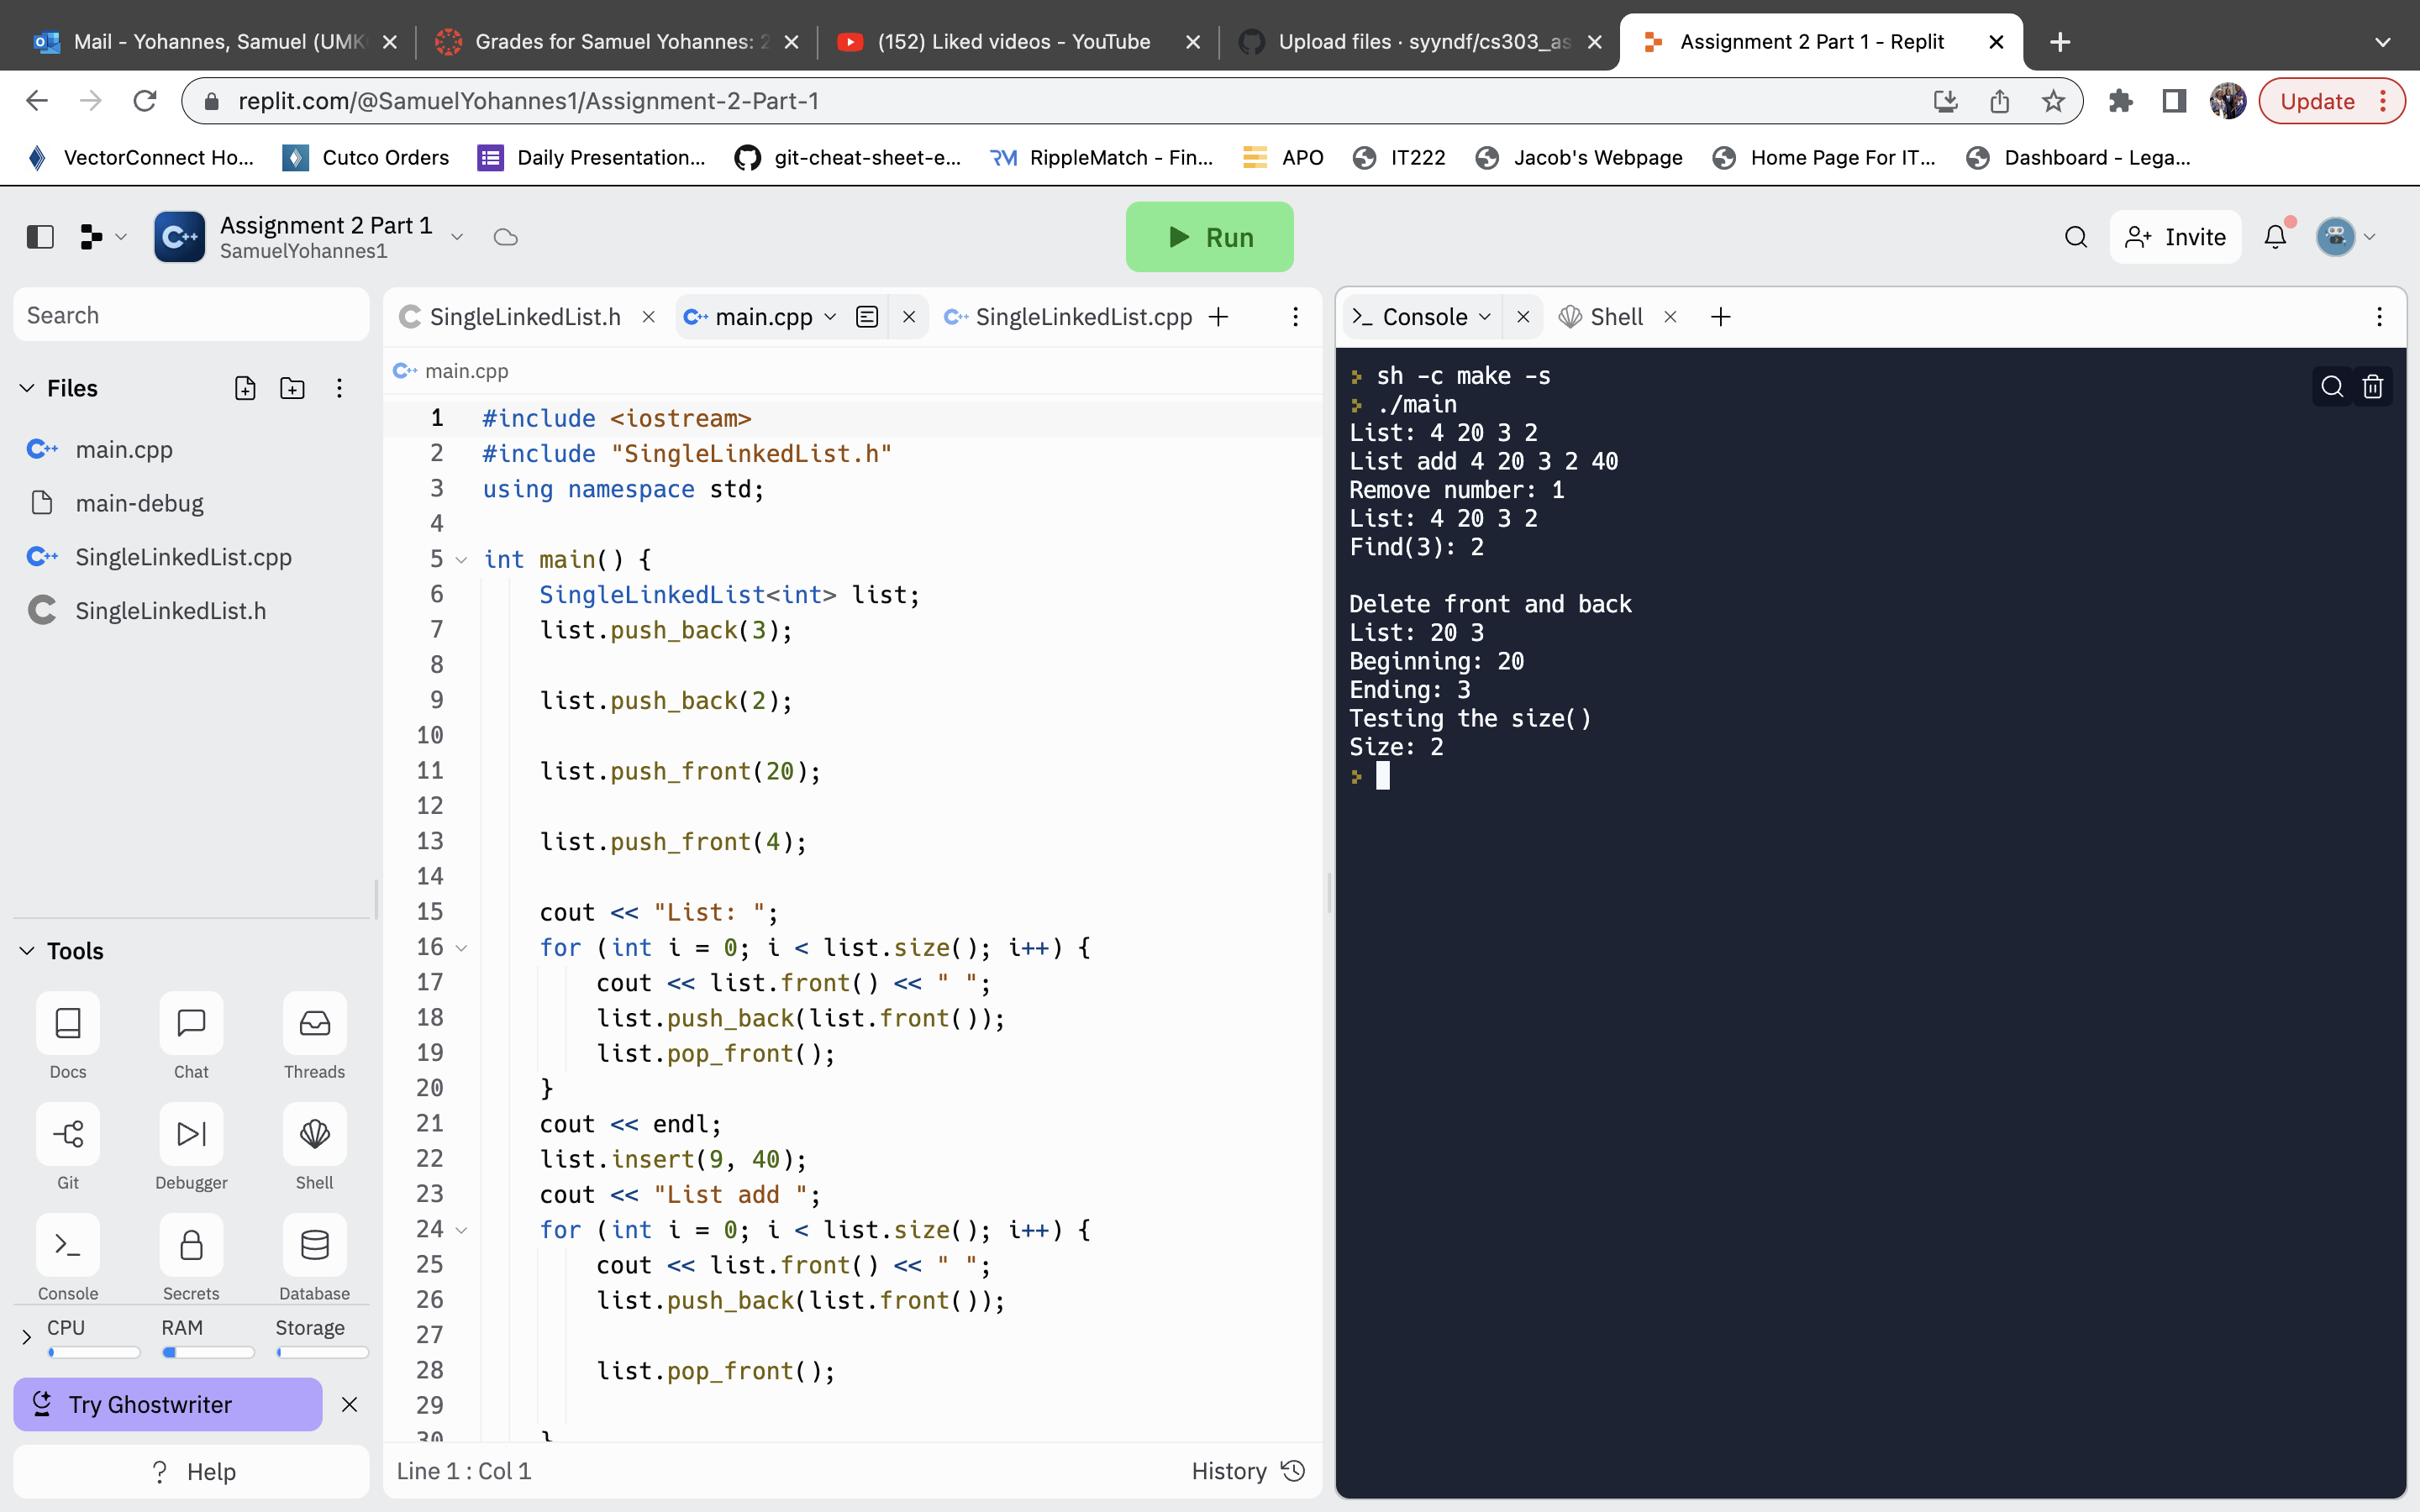 Mail - Yohannes, Samuel (UMK
Grades for Samuel Yohannes: 2
(152) Liked videos - YouTube
Upload files · syyndf/cs303_as
Assignment 2 Part 1 - Replit
replit.com/@SamuelYohannes1/Assignment-2-Part-1
Update
VectorConnect Ho...
Cutco Orders
Daily Presentation...
git-cheat-sheet-e...
RippleMatch - Fin...
APO
IT222
Jacob's Webpage
Home Page For IT...
Dashboard - Lega...
Assignment 2 Part 1
SamuelYohannes1
Run
Invite
Search
Files
main.cpp
main-debug
SingleLinkedList.cpp
SingleLinkedList.h
Tools
Docs
Chat
Threads
Git
Debugger
Shell
Console
Secrets
Database
CPU
RAM
Storage
Try Ghostwriter
? Help
SingleLinkedList.h
main.cpp
SingleLinkedList.cpp
main.cpp
1 #include <iostream>
2 #include "SingleLinkedList.h"
3 using namespace std;
4
5 int main() {
6 SingleLinkedList<int> list;
7 list.push_back(3);
8
9 list.push_back(2);
10
11 list.push_front(20);
12
13 list.push_front(4);
14
15 cout << "List: ";
16 for (int i = 0; i < list.size(); i++) {
17 cout << list.front() << " ";
18 list.push_back(list.front());
19 list.pop_front();
20 }
21 cout << endl;
22 list.insert(9, 40);
23 cout << "List add ";
24 for (int i = 0; i < list.size(); i++) {
25 cout << list.front() << " ";
26 list.push_back(list.front());
27
28 list.pop_front();
29
30 }
Line 1 : Col 1
History
Console
Shell
sh -c make -s
./main
List: 4 20 3 2
List add 4 20 3 2 40
Remove number: 1
List: 4 20 3 2
Find(3): 2
Delete front and back
List: 20 3
Beginning: 20
Ending: 3
Testing the size()
Size: 2